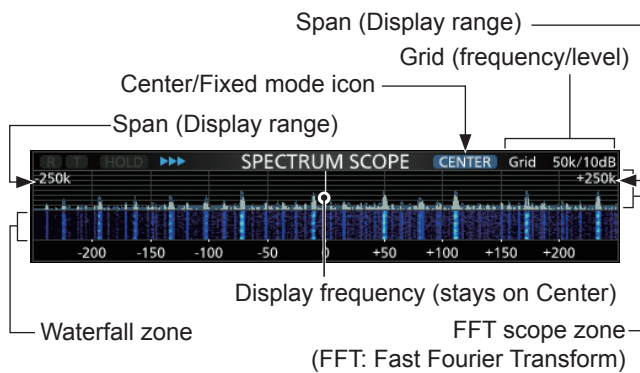 Span (Display range)
Grid (frequency/level)
Center/Fixed mode icon
Span (Display range)
R T HOLD SPECTRUM SCOPE CENTER Grid 50k/10dB
-250k +250k
-200 -150 -100 -50 0 +50 +100 +150 +200
Display frequency (stays on Center)
Waterfall zone
FFT scope zone
(FFT: Fast Fourier Transform)